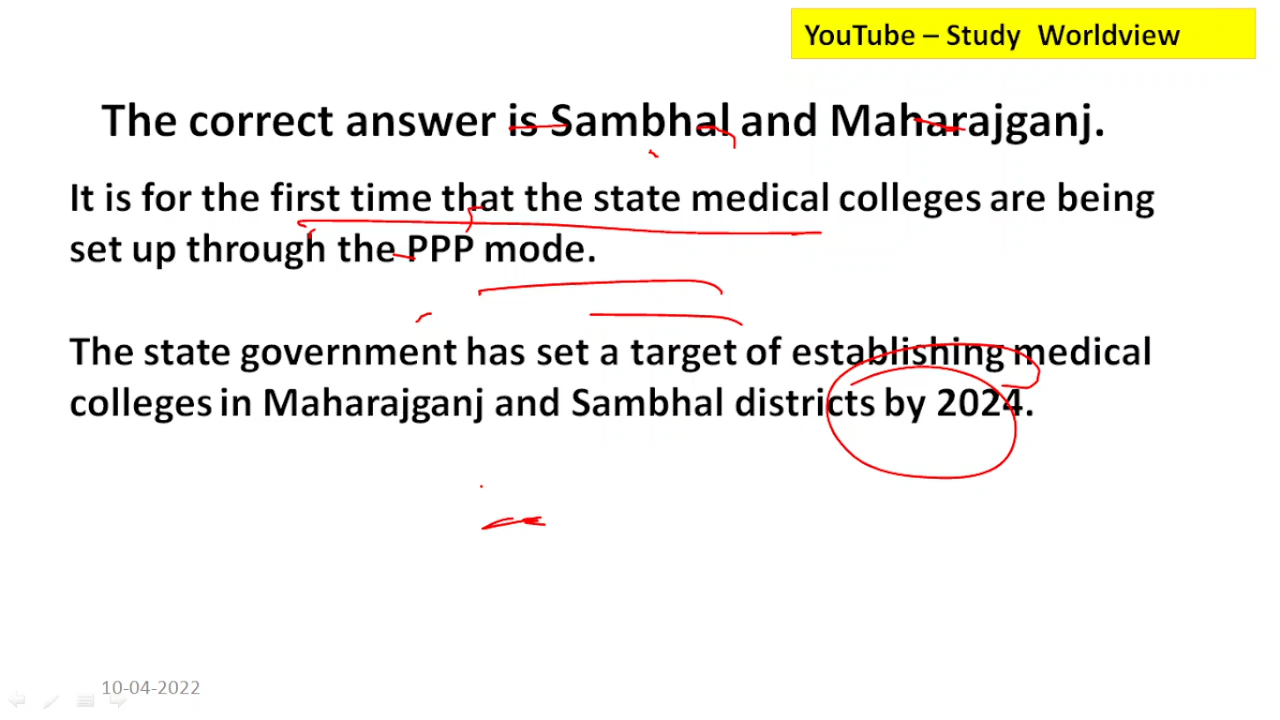 YouTube – Study Worldview
The correct answer is Sambhal and Maharajganj.
It is for the first time that the state medical colleges are being
set up through the PPP mode.
The state government has set a target of establishing medical
colleges in Maharajganj and Sambhal districts by 2024.
10-04-2022